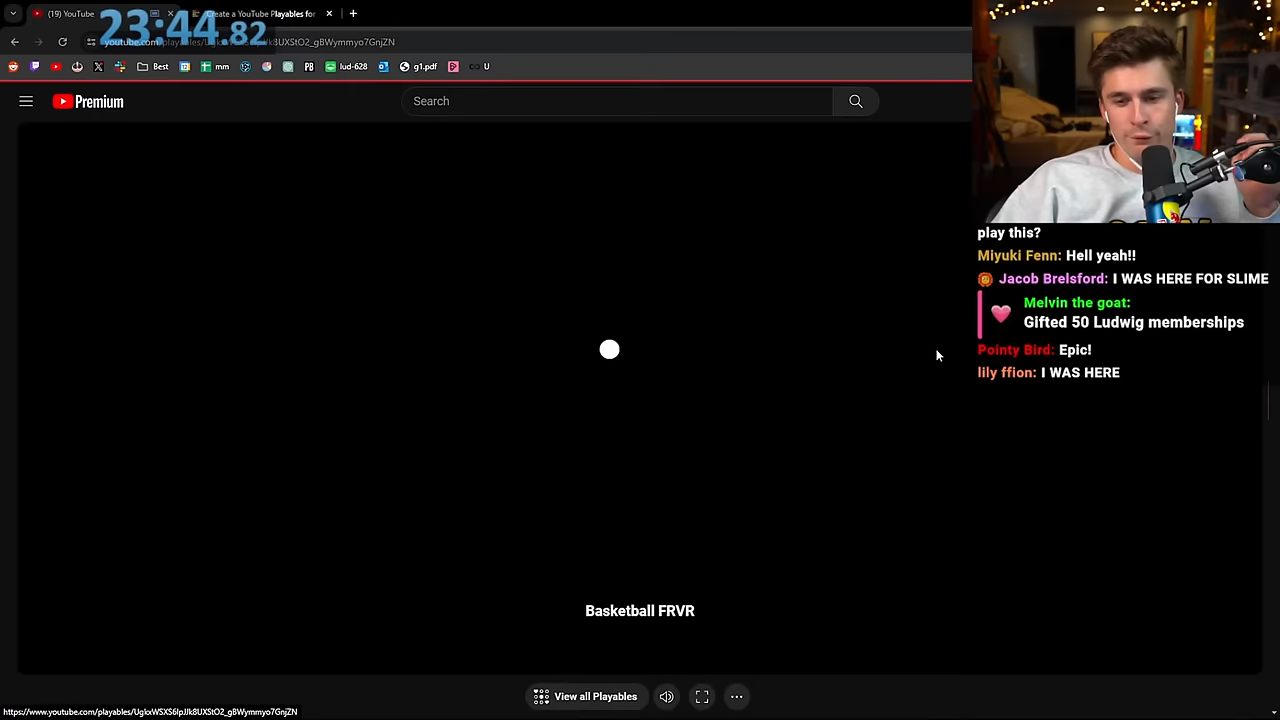 (19) YouTube
Create a YouTube Playables for
23:44.82
Best
mm
PB
lud-628
g1.pdf
U
Premium
Search
play this?
Miyuki Fenn: Hell yeah!!
Jacob Brelsford: I WAS HERE FOR SLIME
Melvin the goat:
Gifted 50 Ludwig memberships
Pointy Bird: Epic!
lily ffion: I WAS HERE
Basketball FRVR
View all Playables